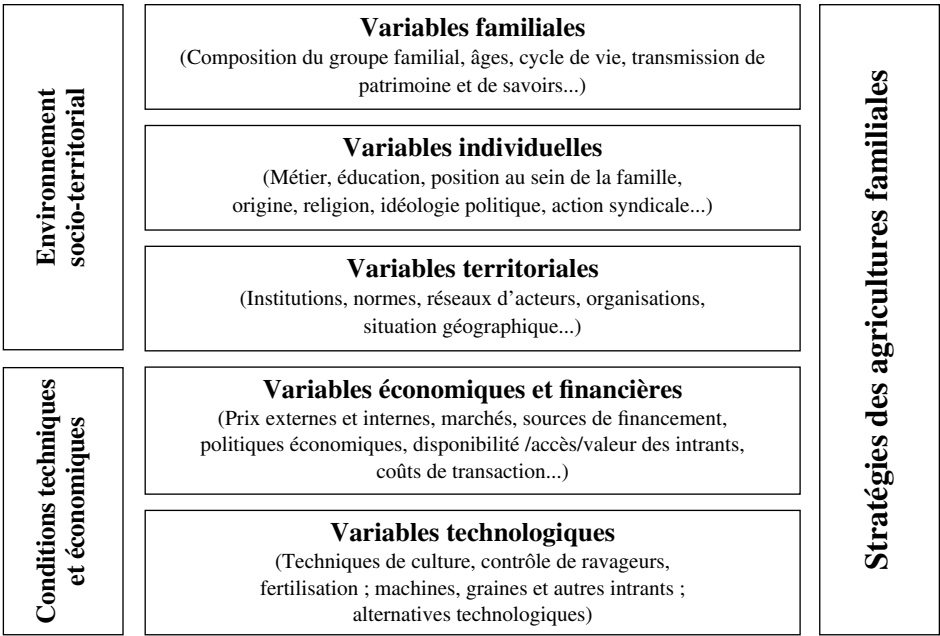 Environnement
socio-territorial
Variables familiales
(Composition du groupe familial, âges, cycle de vie, transmission de
patrimoine et de savoirs...)
Variables individuelles
(Métier, éducation, position au sein de la famille,
origine, religion, idéologie politique, action syndicale...)
Variables territoriales
(Institutions, normes, réseaux d’acteurs, organisations,
situation géographique...)
Conditions techniques
et économiques
Variables économiques et financières
(Prix externes et internes, marchés, sources de financement,
politiques économiques, disponibilité /accès/valeur des intrants,
coûts de transaction...)
Variables technologiques
(Techniques de culture, contrôle de ravageurs,
fertilisation ; machines, graines et autres intrants ;
alternatives technologiques)
Stratégies des agricultures familiales